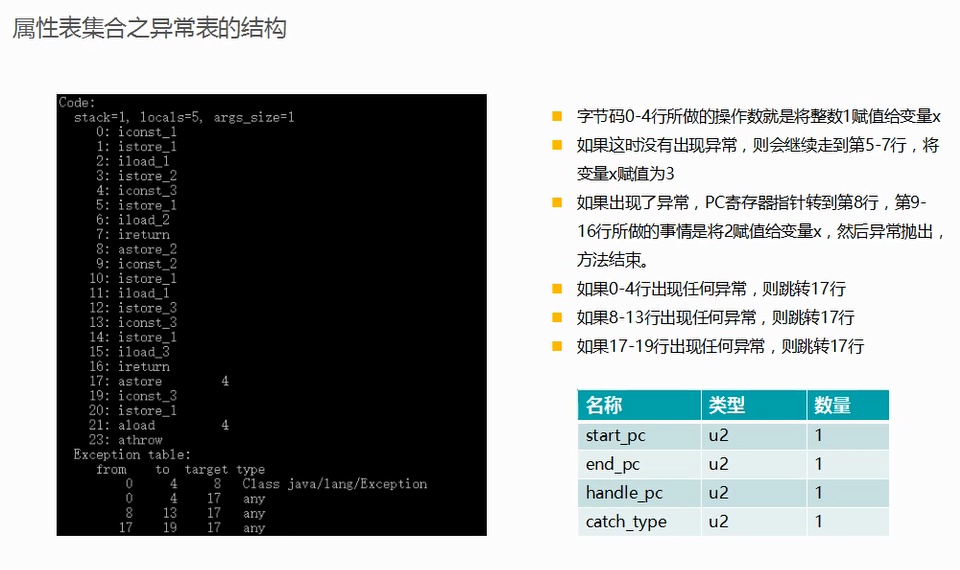 属性表集合之异常表的结构
Code:
stack=1, locals=5, args_size=1
0: iconst_1
1: istore_1
2: iload_1
3: istore_2
4: iconst_3
5: istore_1
6: iload_2
7: ireturn
8: astore_2
9: iconst_2
10: istore_1
11: iload_1
12: istore_3
13: iconst_3
14: istore_1
15: iload_3
16: ireturn
17: astore 4
19: iconst_3
20: istore_1
21: aload 4
23: athrow
Exception table:
from to target type
0 4 8 Class java/lang/Exception
0 4 17 any
8 13 17 any
17 19 17 any
字节码0-4行所做的操作数就是将整数1赋值给变量x
如果这时没有出现异常，则会继续走到第5-7行，将
变量x赋值为3
如果出现了异常，PC寄存器指针转到第8行，第9-
16行所做的事情是将2赋值给变量x，然后异常抛出，
方法结束。
如果0-4行出现任何异常，则跳转17行
如果8-13行出现任何异常，则跳转17行
如果17-19行出现任何异常，则跳转17行
名称 类型 数量
start_pc u2 1
end_pc u2 1
handle_pc u2 1
catch_type u2 1